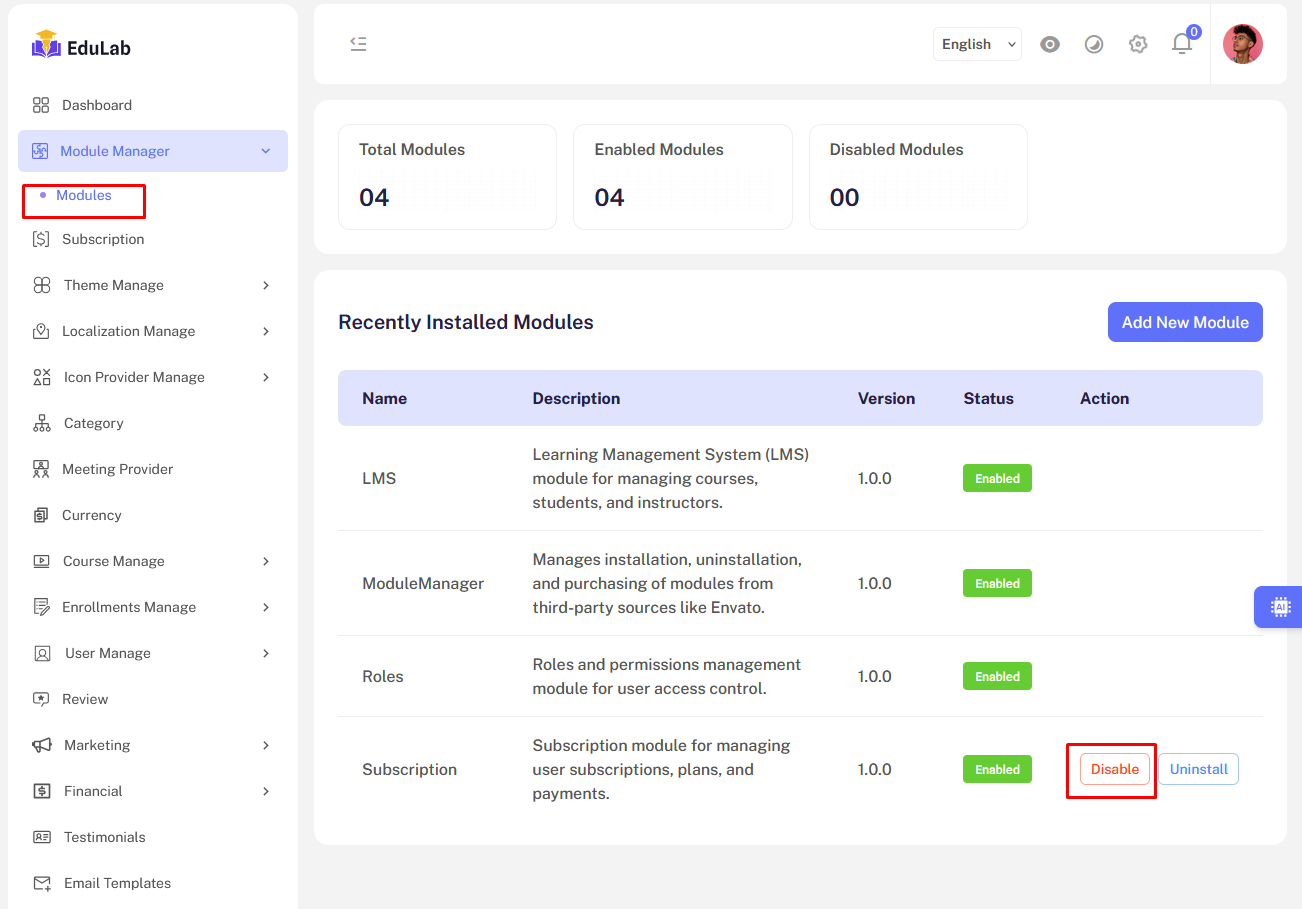 EduLab
Dashboard
Module Manager
Modules
Subscription
Theme Manage
Localization Manage
Icon Provider Manage
Category
Meeting Provider
Currency
Course Manage
Enrollments Manage
User Manage
Review
Marketing
Financial
Testimonials
Email Templates
English
0
Total Modules
04
Enabled Modules
04
Disabled Modules
00
Recently Installed Modules
Add New Module
Name Description Version Status Action
LMS
Learning Management System (LMS)
module for managing courses,
students, and instructors.
1.0.0
Enabled
ModuleManager
Manages installation, uninstallation,
and purchasing of modules from
third-party sources like Envato.
1.0.0
Enabled
Roles
Roles and permissions management
module for user access control.
1.0.0
Enabled
Subscription
Subscription module for managing
user subscriptions, plans, and
payments.
1.0.0
Enabled
Disable
Uninstall
AI